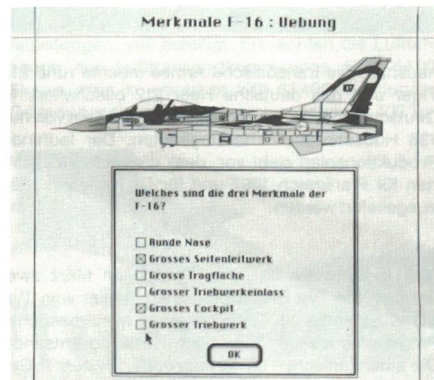 Merkmale F-16 : Uebung
Welches sind die drei Merkmale der
F-16?
Runde Nase
Grosses Seitenleitwerk
Grosse Tragflache
Grosser Triebwerkeinlass
Grosses Cockpit
Grosser Triebwerk
OK